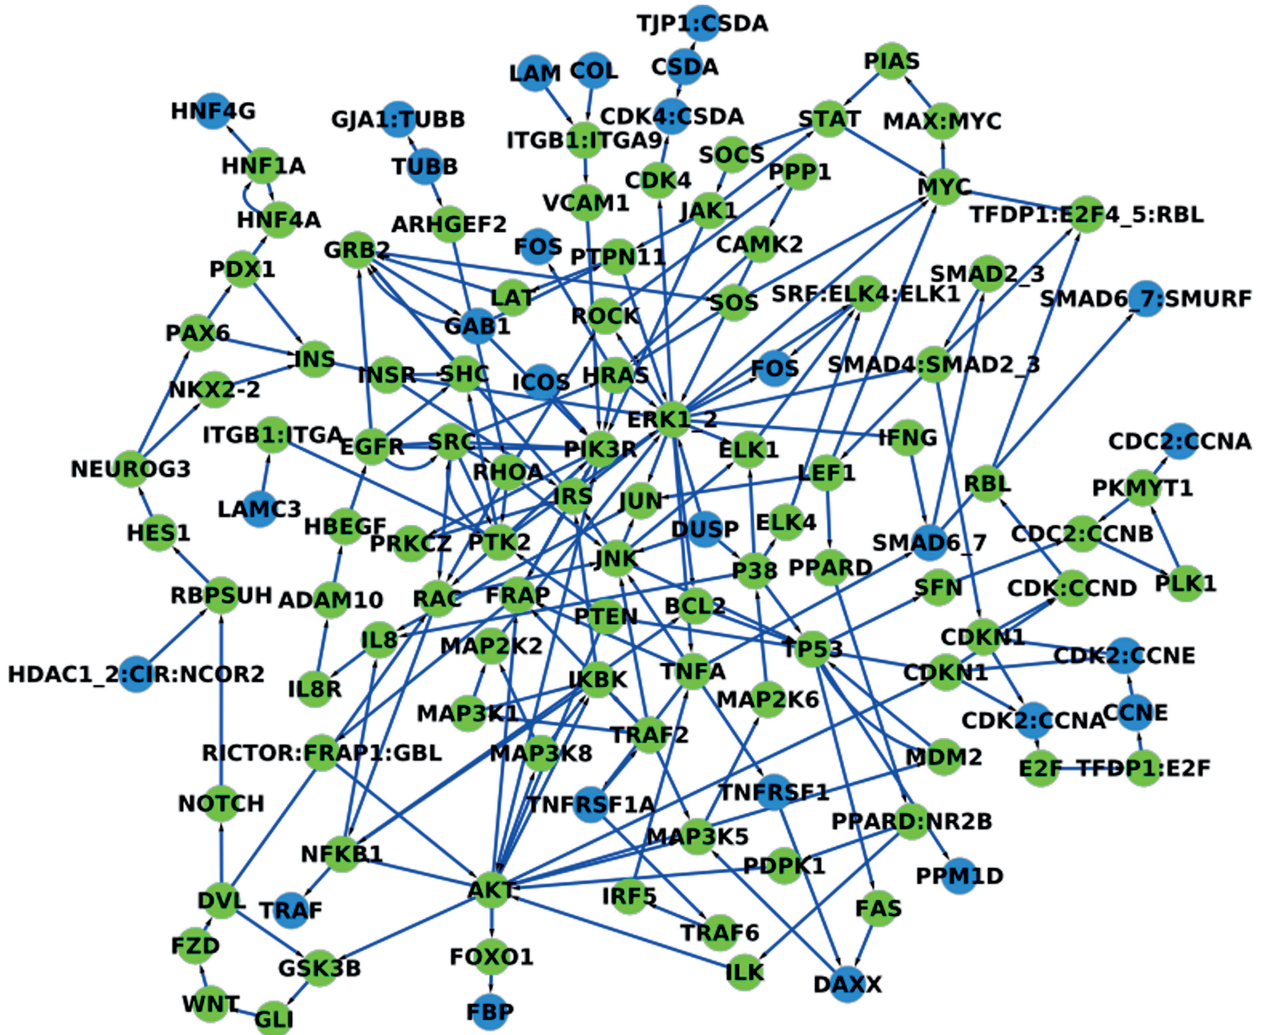 TJP1:CSDA
LAM
COL
CSDA
PIAS
HNF4G
GJA1:TUBB
CDK4:CSDA
STAT
MAX:MYC
ITGB1:ITGA9
HNF1A
TUBB
SOCS
PPP1
CDK4
MYC
VCAM1
JAK1
HNF4A
ARHGEF2
TFDP1:E2F4_5:RBL
GRB2
FOS
PTPN11
CAMK2
PDX1
SMAD2_3
LAT
SOS
SRF:ELK4:ELK1
SMAD6_7:SMURF
GAB1
ROCK
PAX6
INS
INSR
SHC
ICOS
HRAS
FOS
SMAD4:SMAD2_3
NKX2-2
ERK1_2
ITGB1:ITGA
EGFR
SRC
PIK3R
ELK1
IFNG
CDC2:CCNA
NEUROG3
RHOA
LEF1
RBL
PKMYT1
LAMC3
IRS
JUN
HBEGF
PRKCZ
PTK2
DUSP
ELK4
SMAD6_7
CDC2:CCNB
HES1
JNK
P38
PPARD
RBPSUH
ADAM10
RAC
FRAP
PTEN
BCL2
SFN
CDK:CCND
PLK1
IL8
MAP2K2
TP53
CDKN1
CDK2:CCNE
HDAC1_2:CIR:NCOR2
IL8R
IKBK
TNFA
CDKN1
MAP3K1
MAP2K6
CDK2:CCNA
CCNE
RICTOR:FRAP1:GBL
MAP3K8
TRAF2
MDM2
E2F
TFDP1:E2F
NOTCH
TNFRSF1A
TNFRSF1
MAP3K5
PPARD:NR2B
NFKB1
PDPK1
PPM1D
DVL
TRAF
AKT
IRF5
FAS
FZD
TRAF6
GSK3B
FOXO1
ILK
DAXX
WNT
GLI
FBP